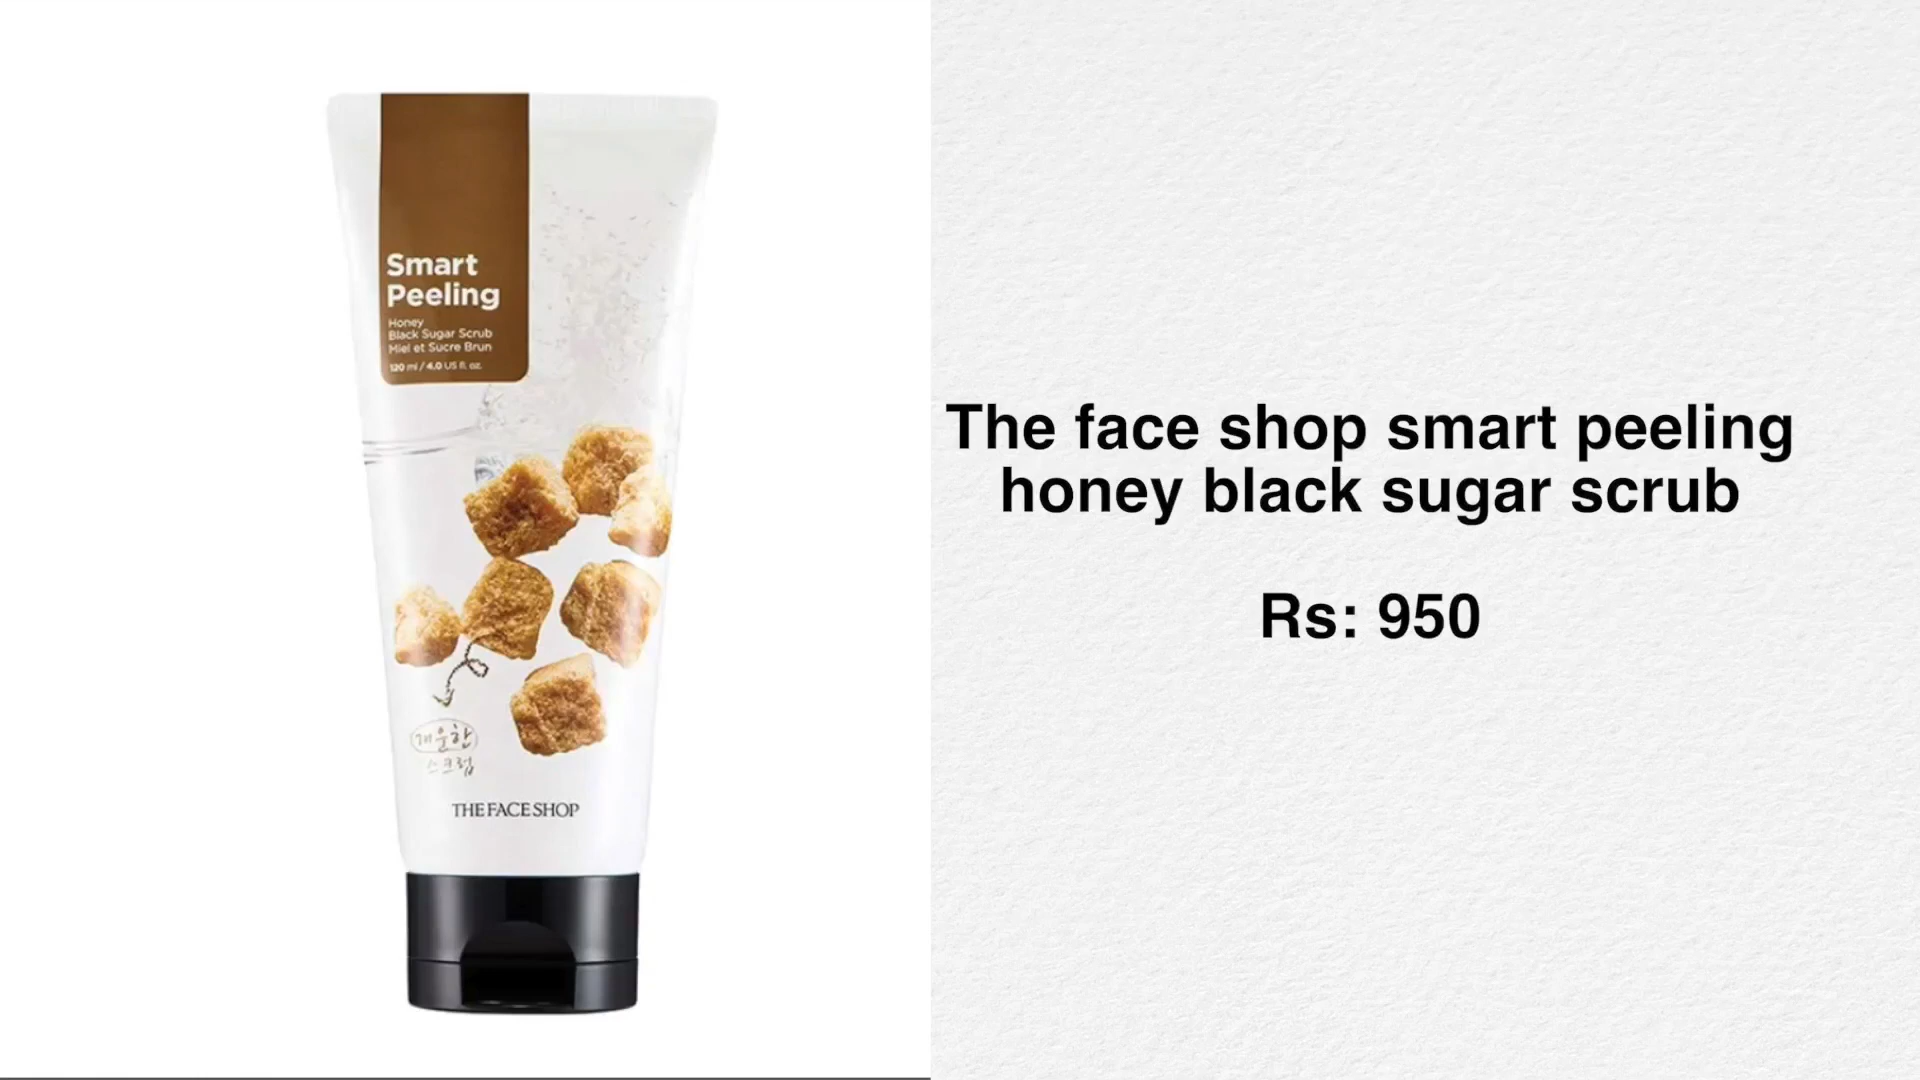 Smart
Peeling
Honey
Black Sugar Scrub
Miel et Sucre Brun
120 ml / 4.0 US fl. oz.
개운한
스크럽
THE FACE SHOP
The face shop smart peeling
honey black sugar scrub
Rs: 950